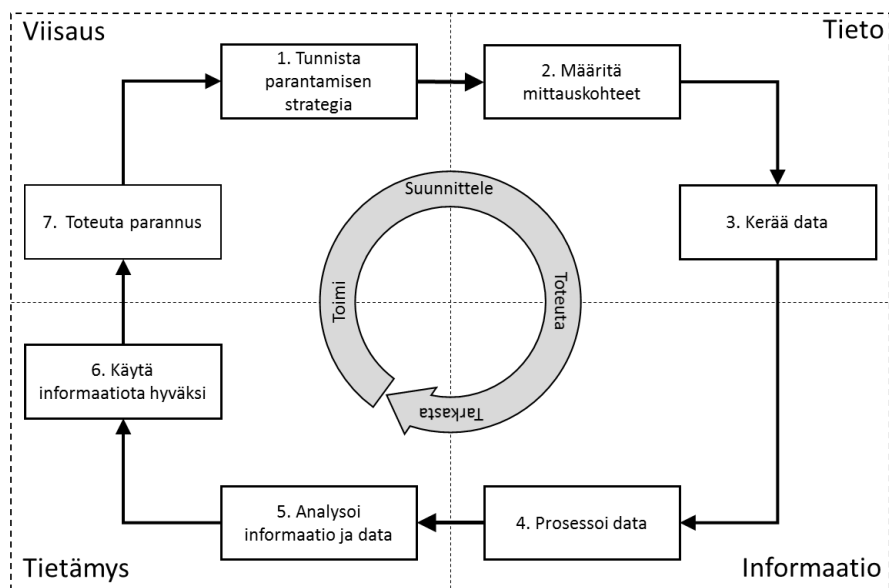 Viisaus
Tieto
1. Tunnista
parantamisen
strategia
2. Määritä
mittauskohteet
3. Kerää data
4. Prosessoi data
5. Analysoi
informaatio ja data
6. Käytä
informaatiota hyväksi
7. Toteuta parannus
Suunnittele
Toteuta
Tarkasta
Toimi
Tietämys
Informaatio